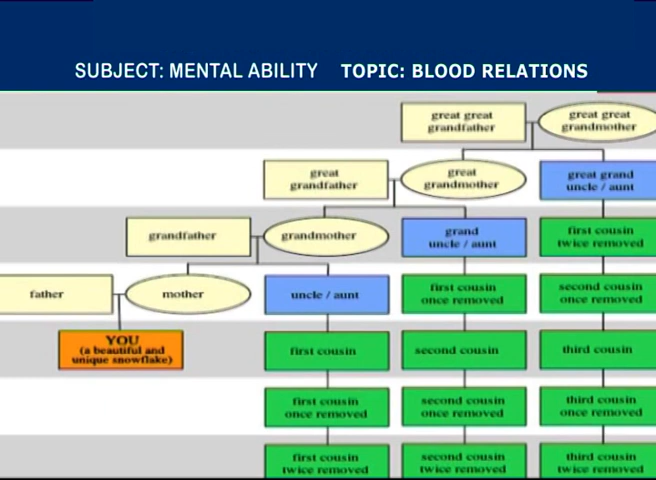 SUBJECT: MENTAL ABILITY TOPIC: BLOOD RELATIONS
great great
grandfather
great great
grandmother
great
grandfather
great
grandmother
great grand
uncle / aunt
grandfather
grandmother
grand
uncle / aunt
first cousin
twice removed
father
mother
uncle / aunt
first cousin
once removed
second cousin
once removed
YOU
(a beautiful and
unique snowflake)
first cousin
second cousin
third cousin
first cousin
once removed
second cousin
once removed
third cousin
once removed
first cousin
twice removed
second cousin
twice removed
third cousin
twice removed